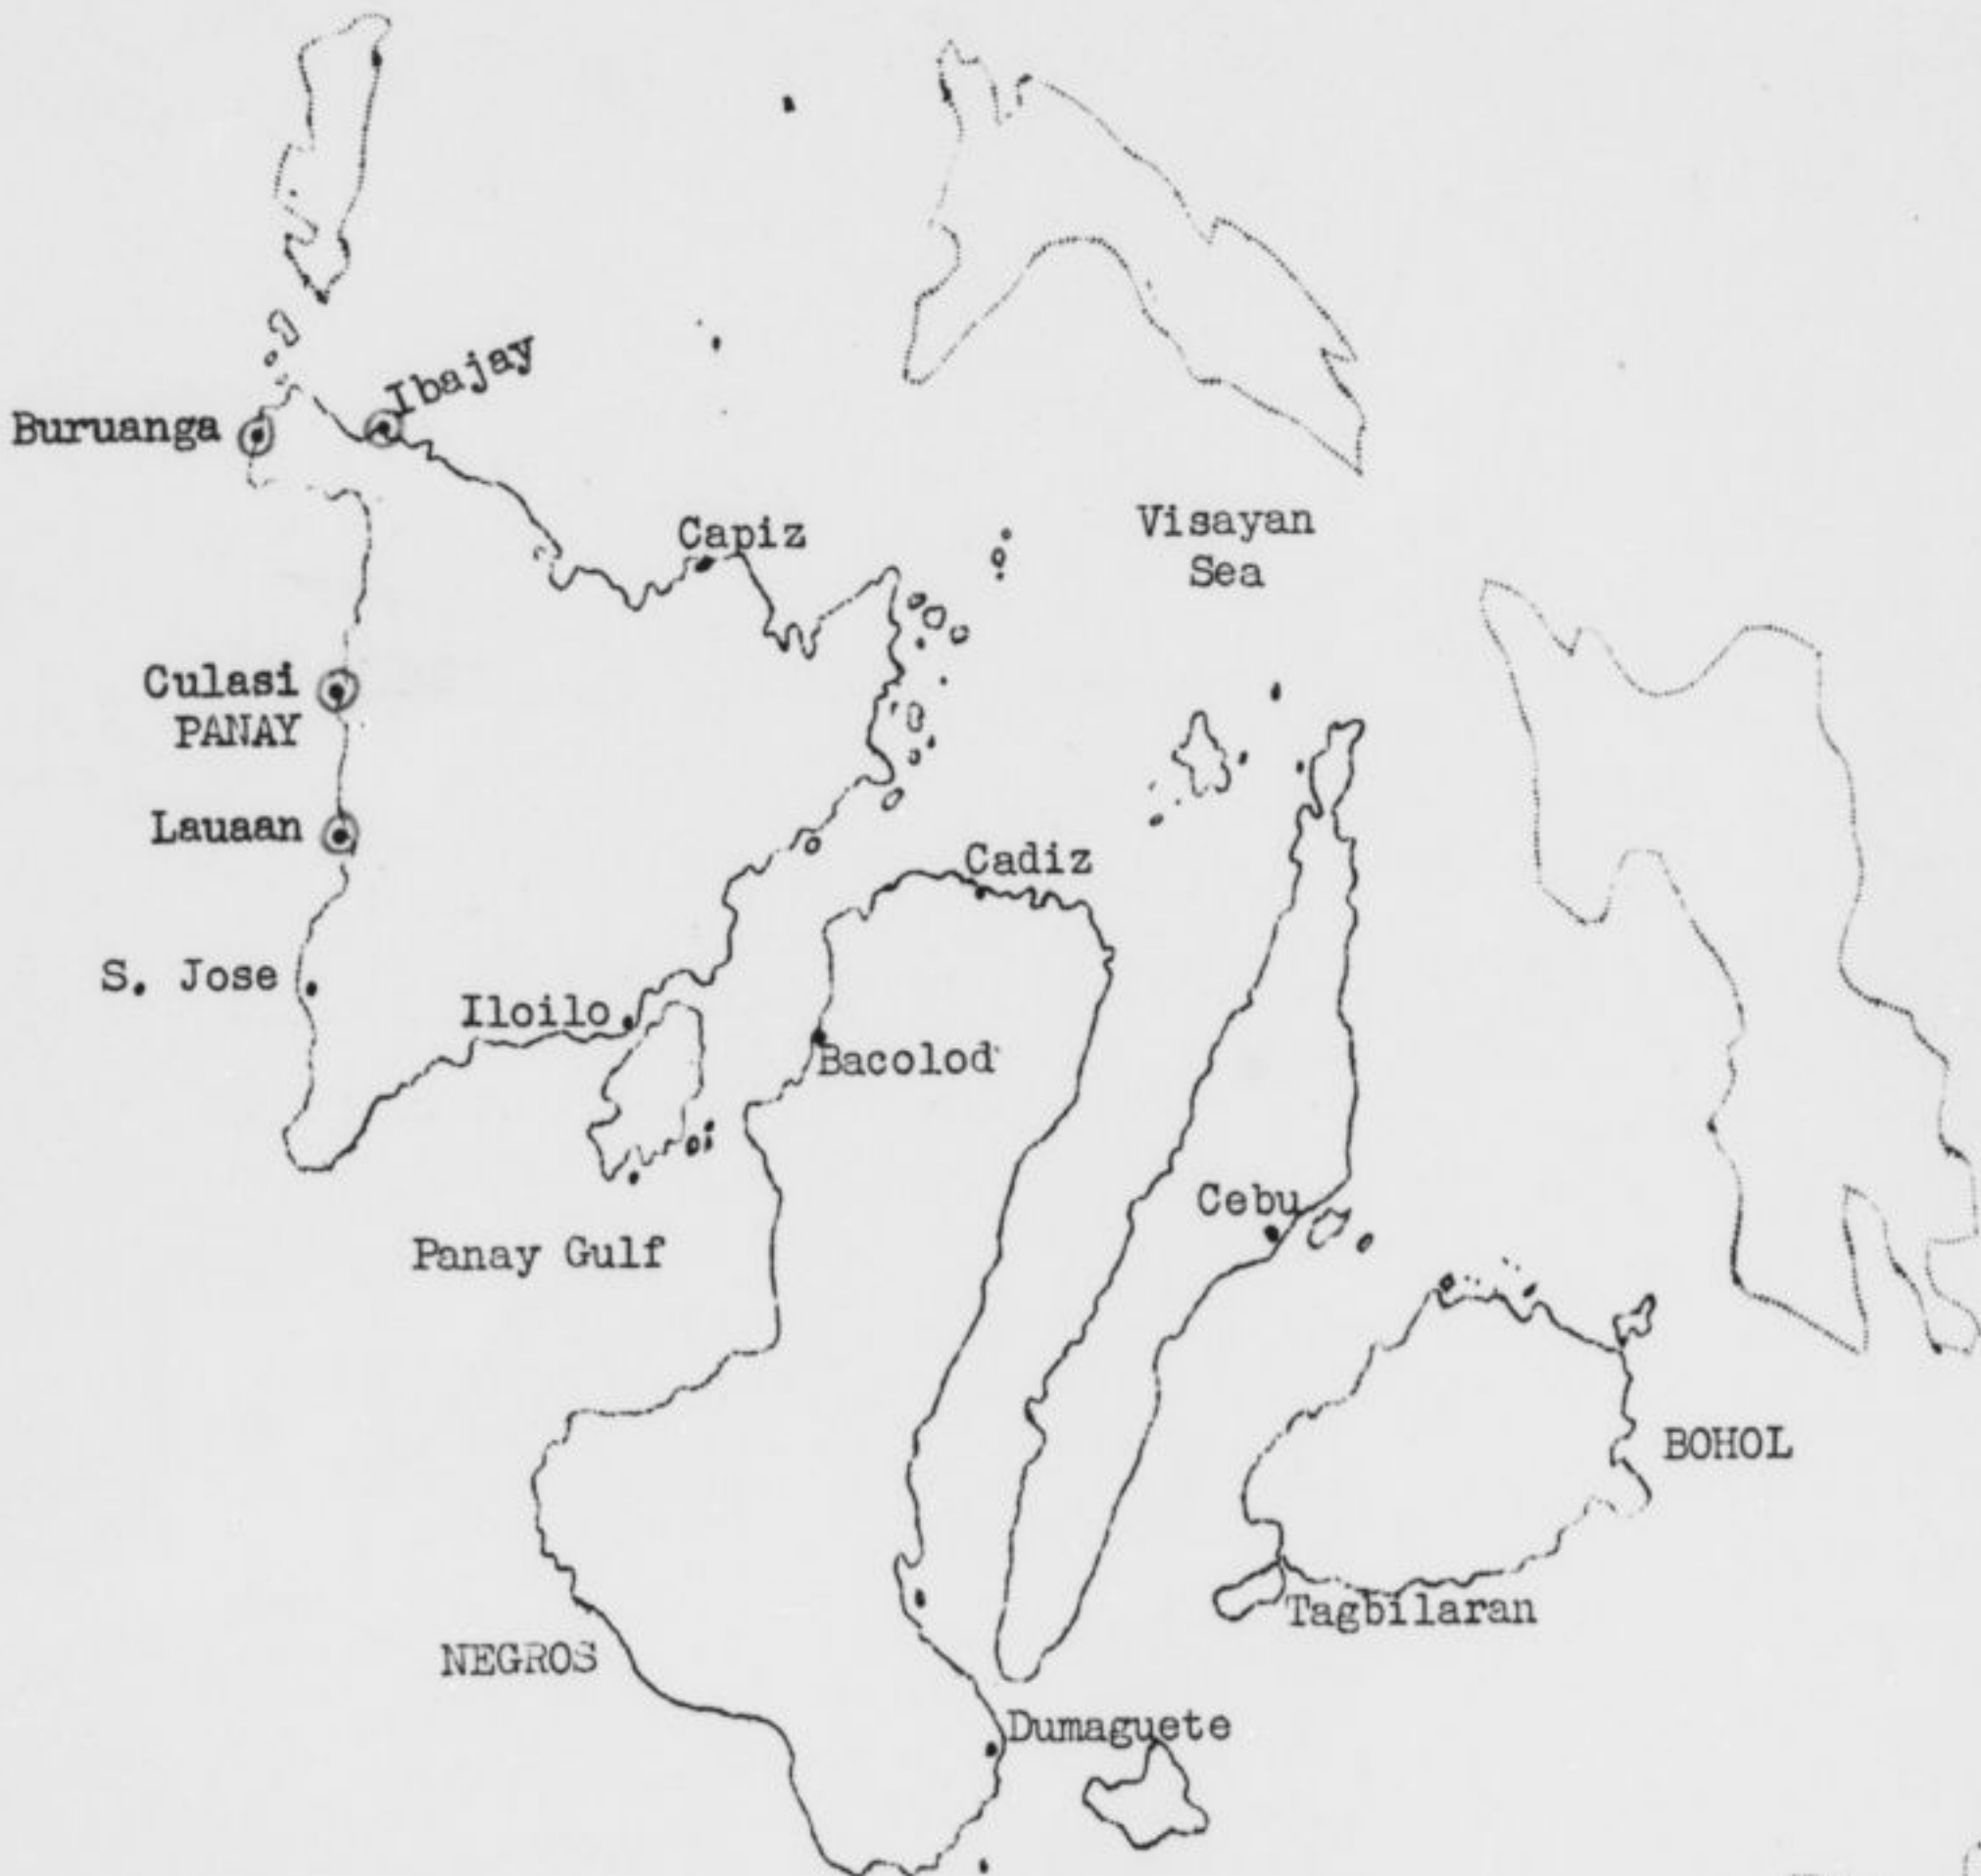 Ibajay
Buruanga
Capiz
Visayan
Sea
Culasi
PANAY
Lauaan
Cadiz
S. Jose
Iloilo
Bacolod
Cebu
Panay Gulf
BOHOL
Tagbilaran
NEGROS
Dumaguete